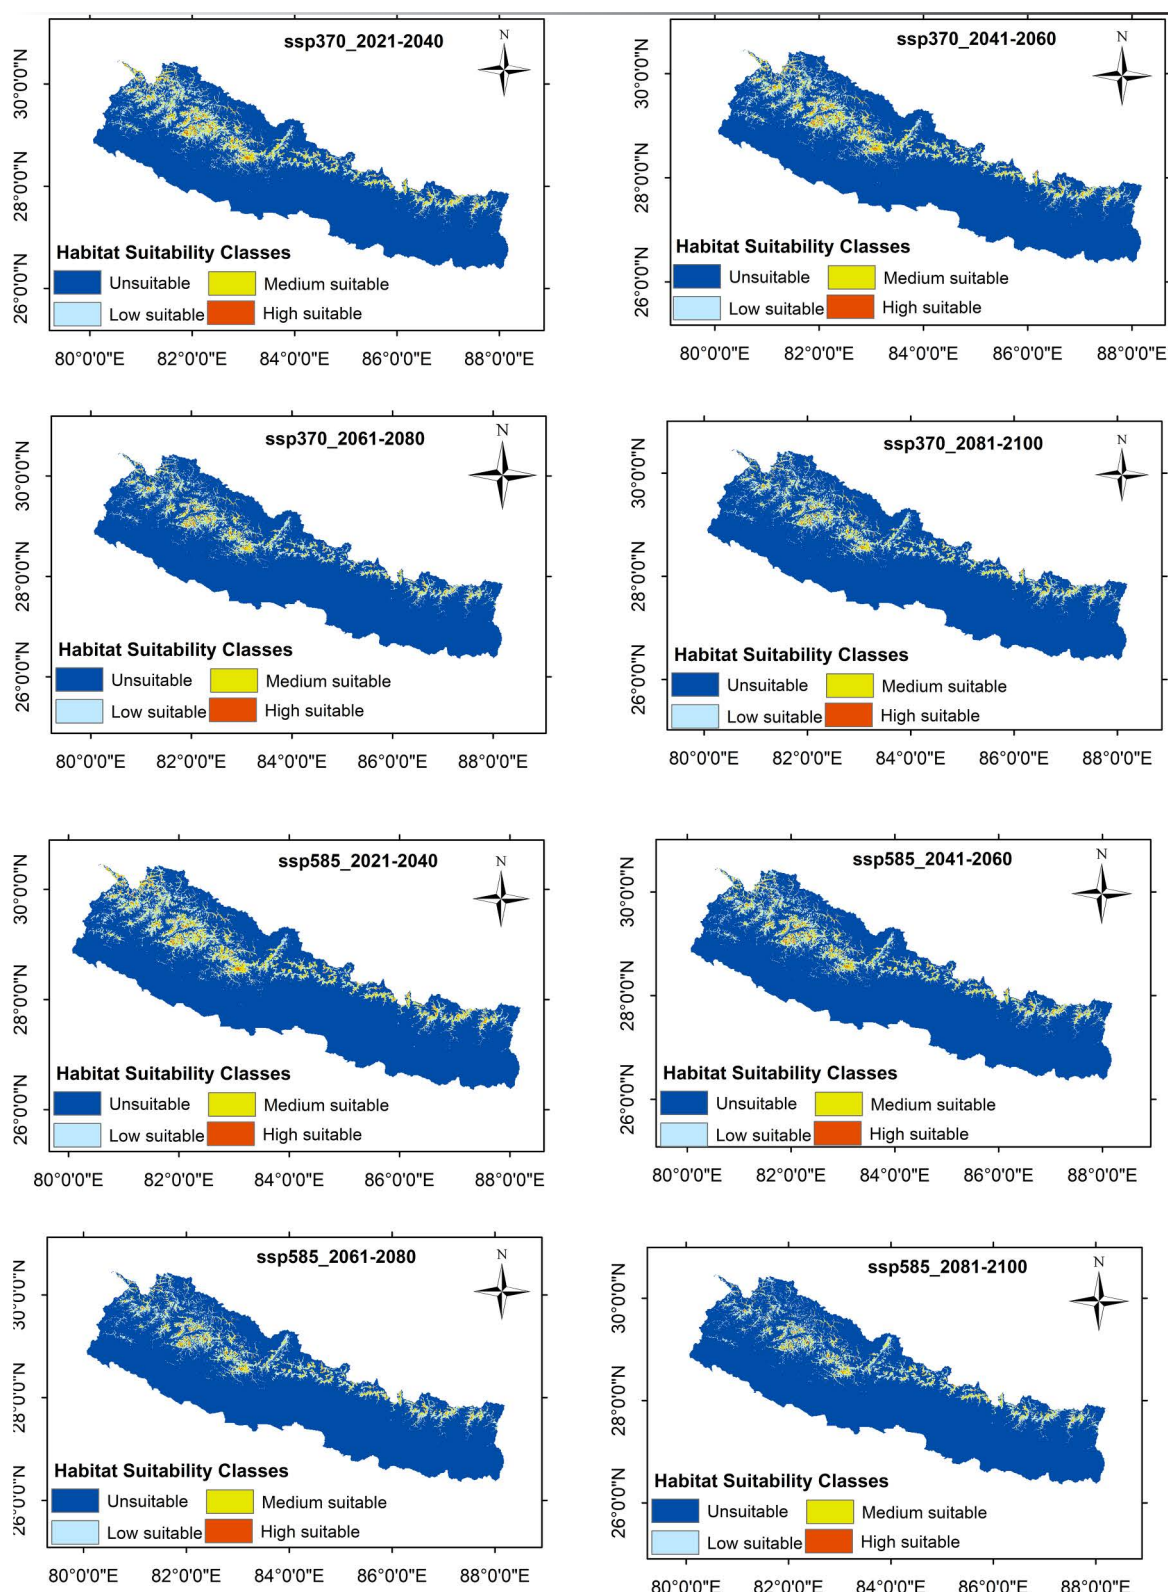 ssp370_2021-2040
N
30°0'0"N
28°0'0"N
26°0'0"N
Habitat Suitability Classes
Unsuitable
Medium suitable
Low suitable
High suitable
80°0'0"E 82°0'0"E 84°0'0"E 86°0'0"E 88°0'0"E
ssp370_2041-2060
N
30°0'0"N
28°0'0"N
26°0'0"N
Habitat Suitability Classes
Unsuitable
Medium suitable
Low suitable
High suitable
80°0'0"E 82°0'0"E 84°0'0"E 86°0'0"E 88°0'0"E
ssp370_2061-2080
N
30°0'0"N
28°0'0"N
26°0'0"N
Habitat Suitability Classes
Unsuitable
Medium suitable
Low suitable
High suitable
80°0'0"E 82°0'0"E 84°0'0"E 86°0'0"E 88°0'0"E
ssp370_2081-2100
N
30°0'0"N
28°0'0"N
26°0'0"N
Habitat Suitability Classes
Unsuitable
Medium suitable
Low suitable
High suitable
80°0'0"E 82°0'0"E 84°0'0"E 86°0'0"E 88°0'0"E
ssp585_2021-2040
N
30°0'0"N
28°0'0"N
26°0'0"N
Habitat Suitability Classes
Unsuitable
Medium suitable
Low suitable
High suitable
80°0'0"E 82°0'0"E 84°0'0"E 86°0'0"E 88°0'0"E
ssp585_2041-2060
N
30°0'0"N
28°0'0"N
26°0'0"N
Habitat Suitability Classes
Unsuitable
Medium suitable
Low suitable
High suitable
80°0'0"E 82°0'0"E 84°0'0"E 86°0'0"E 88°0'0"E
ssp585_2061-2080
N
30°0'0"N
28°0'0"N
26°0'0"N
Habitat Suitability Classes
Unsuitable
Medium suitable
Low suitable
High suitable
80°0'0"E 82°0'0"E 84°0'0"E 86°0'0"E 88°0'0"E
ssp585_2081-2100
N
30°0'0"N
28°0'0"N
26°0'0"N
Habitat Suitability Classes
Unsuitable
Medium suitable
Low suitable
High suitable
80°0'0"E 82°0'0"E 84°0'0"E 86°0'0"E 88°0'0"E